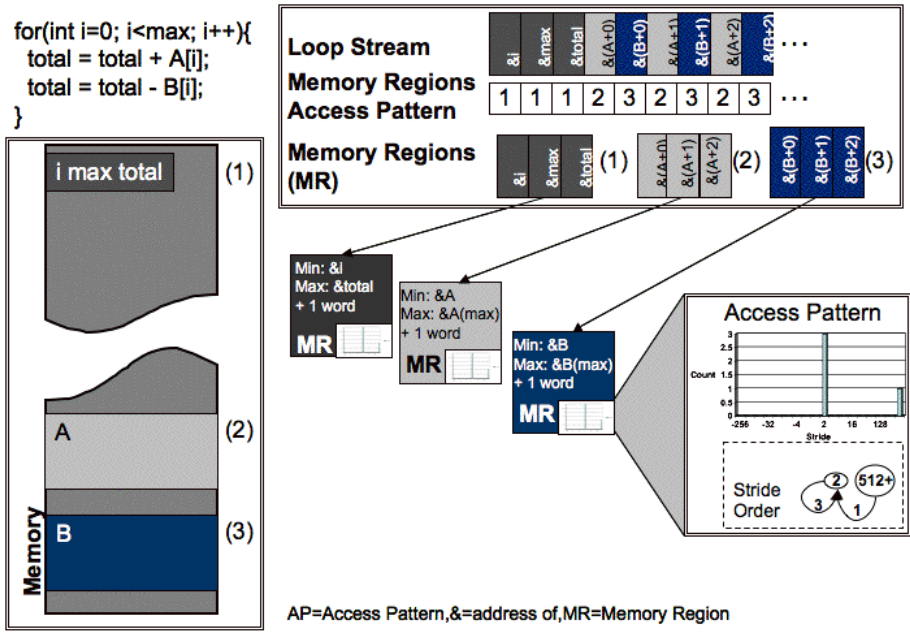 for(int i=0; i<max; i++){
total = total + A[i];
total = total - B[i];
}
Loop Stream
&i
&max
&total
&(A+0)
&(B+0)
&(A+1)
&(B+1)
&(A+2)
&(B+2)
...
Memory Regions
Access Pattern
1 1 1 2 3 2 3 2 3 ...
Memory Regions
(MR)
&i
&max
&total
(1)
&(A+0)
&(A+1)
&(A+2)
(2)
&(B+0)
&(B+1)
&(B+2)
(3)
i max total
(1)
A
(2)
B
(3)
Memory
Min: &i
Max: &total
+ 1 word
MR
Min: &A
Max: &A(max)
+ 1 word
MR
Min: &B
Max: &B(max)
+ 1 word
MR
Access Pattern
3
2.5
2
1.5
1
0.5
0
Count
-256 -32 -4 2 16 128
Stride
Stride
Order
2
512+
3
1
AP=Access Pattern,&=address of,MR=Memory Region